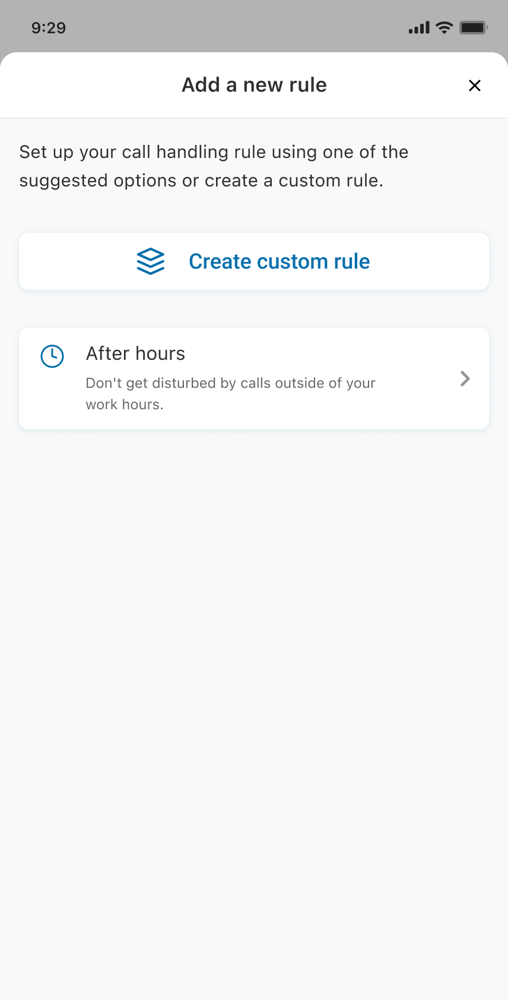 9:29
Add a new rule
Set up your call handling rule using one of the
suggested options or create a custom rule.
Create custom rule
After hours
Don't get disturbed by calls outside of your
work hours.